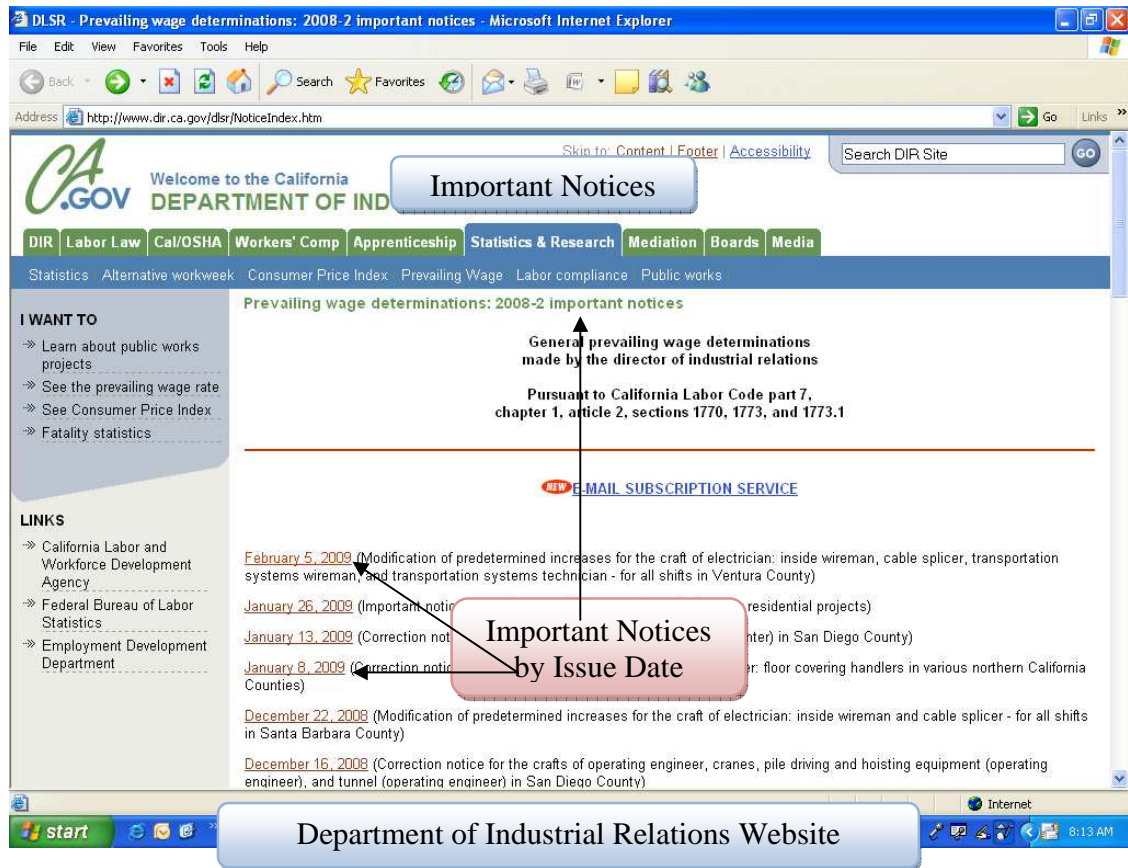 DLSR - Prevailing wage determinations: 2008-2 important notices - Microsoft Internet Explorer
File Edit View Favorites Tools Help
Back Search Favorites
Address http://www.dir.ca.gov/dlsr/NoticeIndex.htm Go Links »
Skip to: Content | Footer | Accessibility
Search DIR Site GO
CA.GOV
Welcome to the California
DEPARTMENT OF IND
Important Notices
DIR Labor Law Cal/OSHA Workers' Comp Apprenticeship Statistics & Research Mediation Boards Media
Statistics Alternative workweek Consumer Price Index Prevailing Wage Labor compliance Public works
I WANT TO
Learn about public works
projects
See the prevailing wage rate
See Consumer Price Index
Fatality statistics
LINKS
California Labor and
Workforce Development
Agency
Federal Bureau of Labor
Statistics
Employment Development
Department
Prevailing wage determinations: 2008-2 important notices
General prevailing wage determinations
made by the director of industrial relations
Pursuant to California Labor Code part 7,
chapter 1, article 2, sections 1770, 1773, and 1773.1
NEW E-MAIL SUBSCRIPTION SERVICE
February 5, 2009 (Modification of predetermined increases for the craft of electrician: inside wireman, cable splicer, transportation
systems wireman, and transportation systems technician - for all shifts in Ventura County)
January 26, 2009 (Important residential projects)
January 13, 2009 (Correction in San Diego County)
January 8, 2009 (Correction floor covering handlers in various northern California
Counties)
Important Notices
by Issue Date
December 22, 2008 (Modification of predetermined increases for the craft of electrician: inside wireman and cable splicer - for all shifts
in Santa Barbara County)
December 16, 2008 (Correction notice for the crafts of operating engineer, cranes, pile driving and hoisting equipment (operating
engineer), and tunnel (operating engineer) in San Diego County)
Internet
start 8:13 AM
Department of Industrial Relations Website